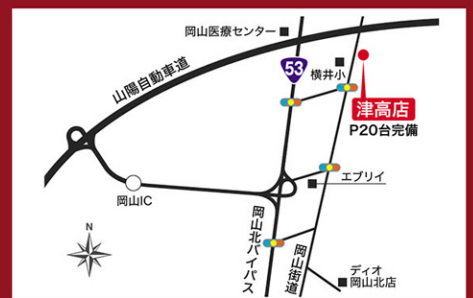 岡山医療センター
53
横井小
山陽自動車道
津高店
P20台完備
エブリイ
岡山IC
N
岡山北バイパス
岡山街道
ディオ
岡山北店